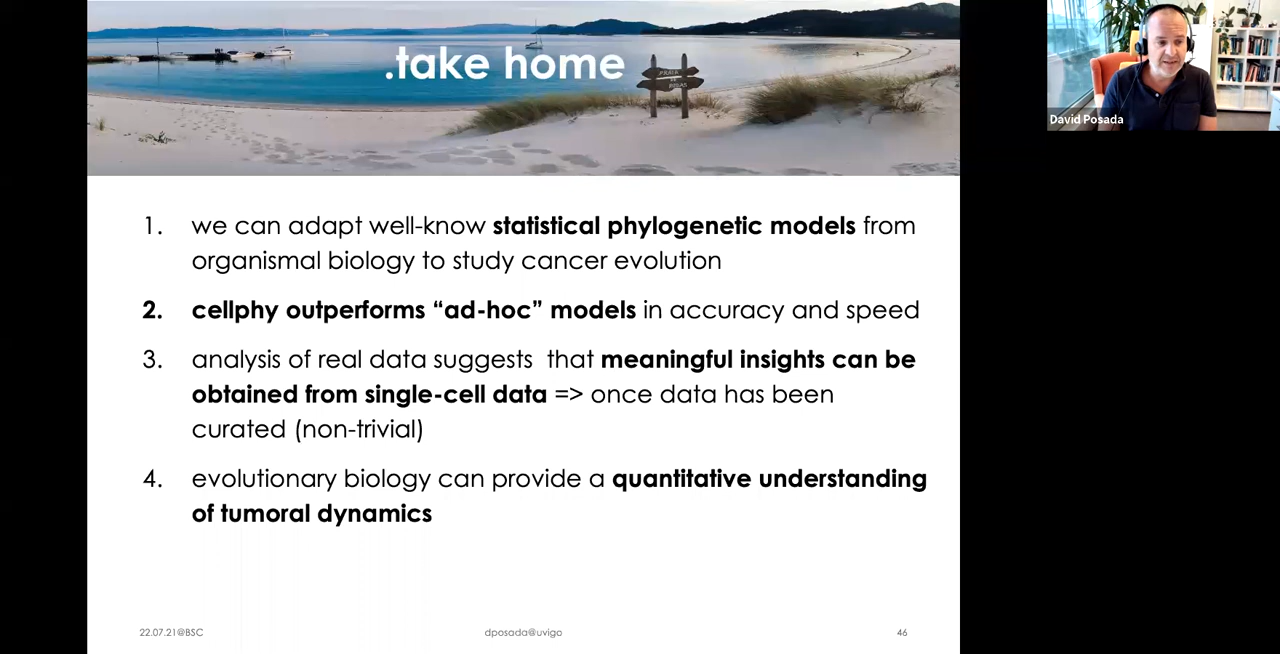 .take home
PRAIA
DE
RODAS
David Posada
1. we can adapt well-know statistical phylogenetic models from
organismal biology to study cancer evolution
2. cellphy outperforms “ad-hoc” models in accuracy and speed
3. analysis of real data suggests that meaningful insights can be
obtained from single-cell data => once data has been
curated (non-trivial)
4. evolutionary biology can provide a quantitative understanding
of tumoral dynamics
22.07.21@BSC
dposada@uvigo
46